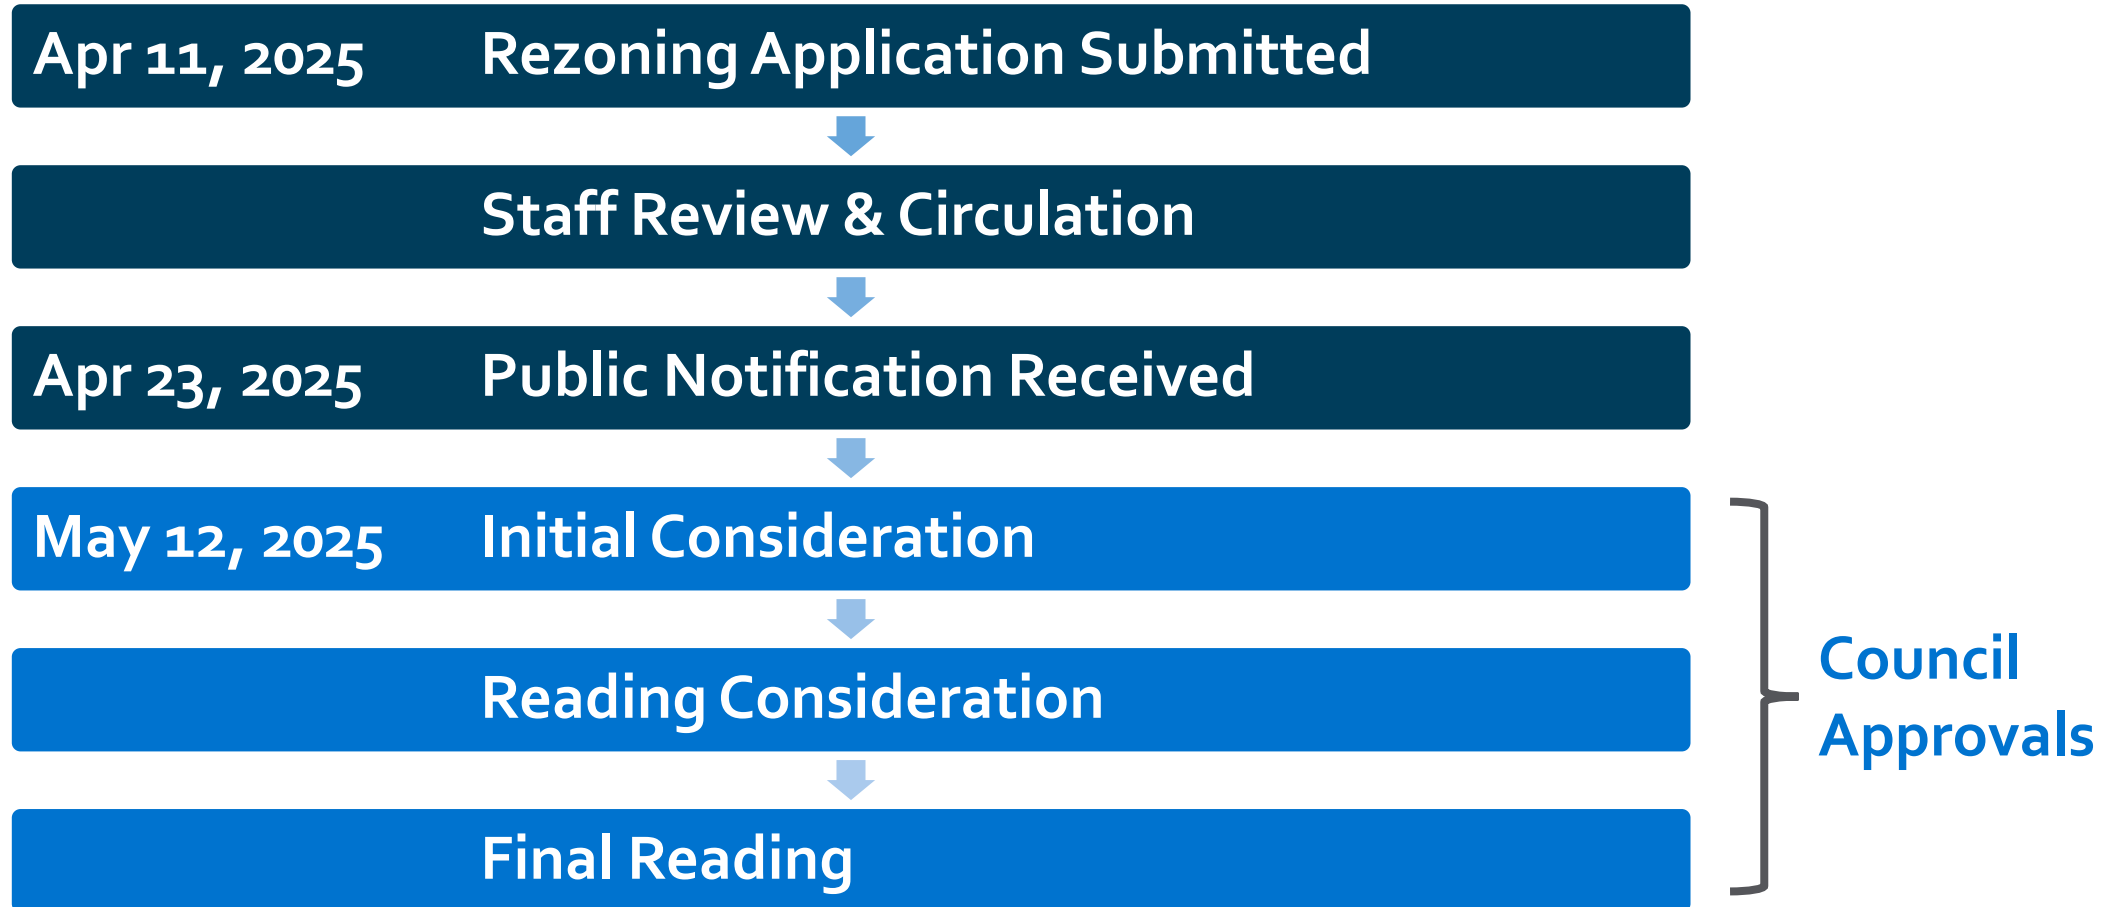 Apr 11, 2025 Rezoning Application Submitted
Staff Review & Circulation
Apr 23, 2025 Public Notification Received
May 12, 2025 Initial Consideration
Reading Consideration
Final Reading
Council
Approvals